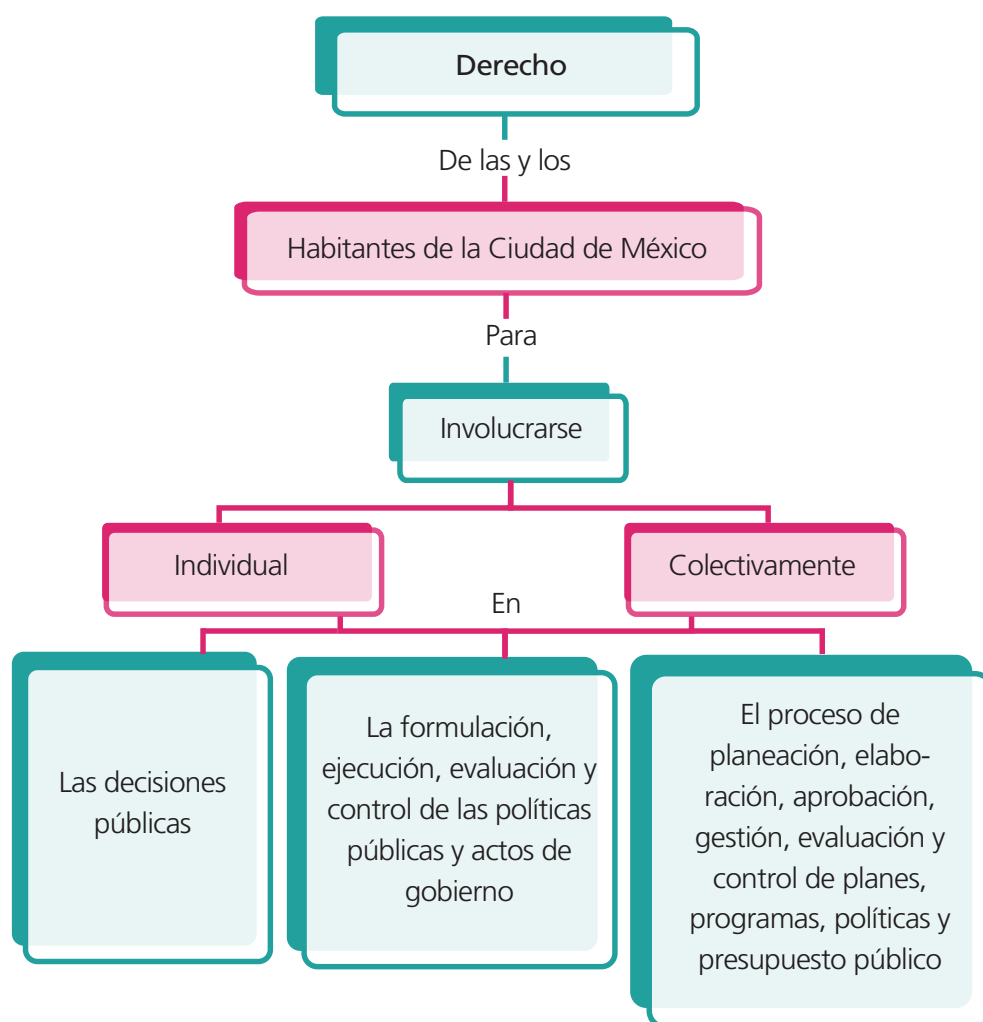 Derecho
De las y los
Habitantes de la Ciudad de México
Para
Involucrarse
Individual
Colectivamente
En
Las decisiones
públicas
La formulación,
ejecución, evaluación y
control de las políticas
públicas y actos de
gobierno
El proceso de
planeación, elabo-
ración, aprobación,
gestión, evaluación y
control de planes,
programas, políticas y
presupuesto público